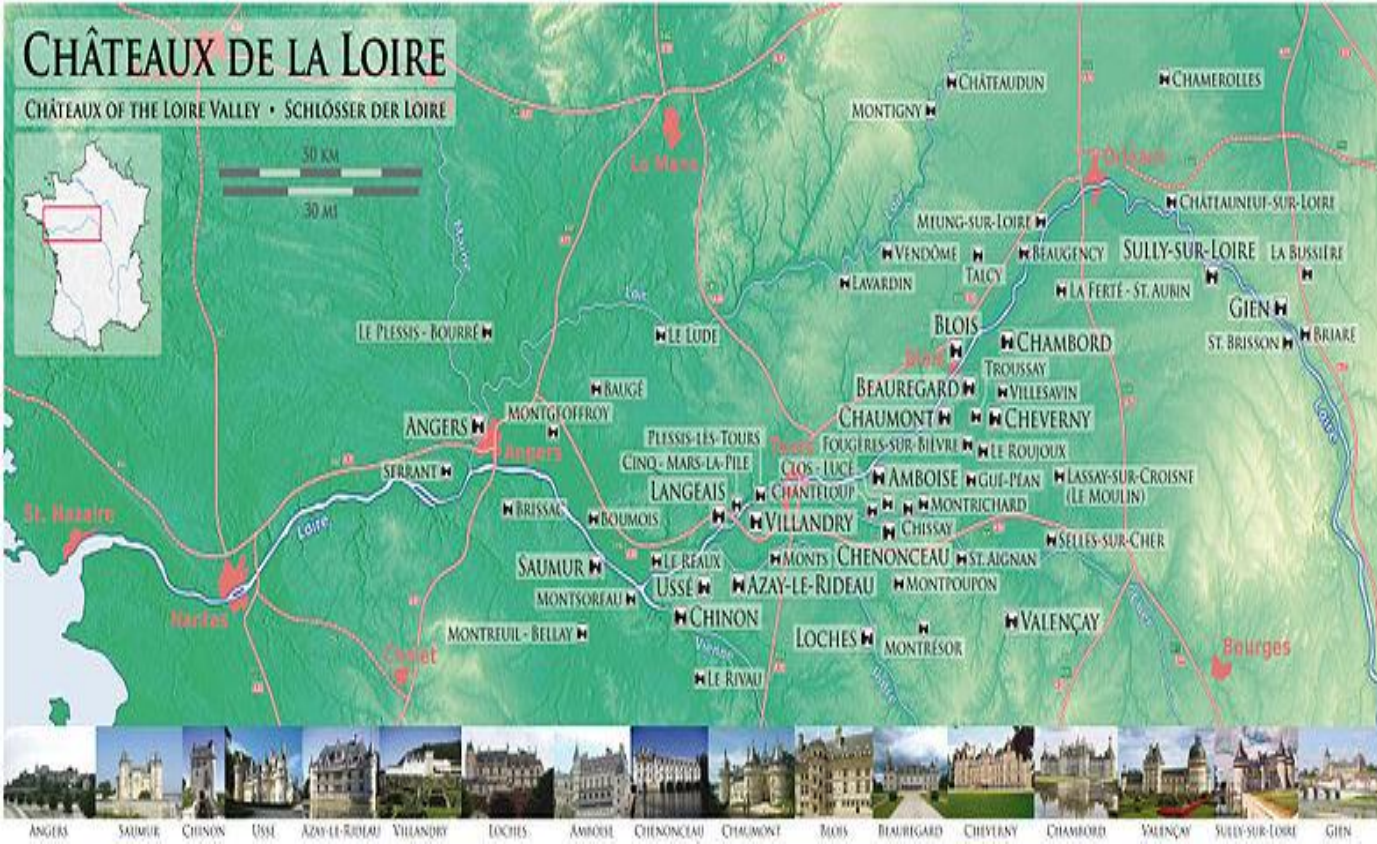 CHÂTEAUX DE LA LOIRE
CHÂTEAUX OF THE LOIRE VALLEY • SCHLÖSSER DER LOIRE
50 KM
30 MI
Le Mans
CHÂTEAUDUN
CHAMEROLLES
MONTIGNY
Orléans
CHÂTEAUNEUF-SUR-LOIRE
MEUNG-SUR-LOIRE
VENDÔME
TALCY
BEAUGENCY
SULLY-SUR-LOIRE
LA BUSSIÈRE
LAVARDIN
LA FERTÉ - ST. AUBIN
Loir
Loir
GIEN
LE PLESSIS - BOURRÉ
LE LUDE
BLOIS
Blois
CHAMBORD
ST. BRISSON
BRIARE
TROUSSAY
BAUGÉ
BEAUREGARD
VILLESAVIN
MONTGEOFFROY
ANGERS
Angers
CHAUMONT
CHEVERNY
Loire
PLESSIS-LÈS-TOURS
Tours
FOUGÈRES-SUR-BIÈVRE
LE ROUJOUX
SERRANT
CINQ - MARS-LA-PILE
CLOS - LUCÉ
AMBOISE
GUÉ-PÉAN
LASSAY-SUR-CROISNE
(LE MOULIN)
LANGEAIS
CHANTELOUP
MONTRICHARD
St. Nazaire
Loire
BRISSAC
BOUMOIS
VILLANDRY
CHISSAY
SELLES-SUR-CHER
SAUMUR
LE RÉAUX
MONTS
CHENONCEAU
ST. AIGNAN
USSÉ
AZAY-LE-RIDEAU
MONTPOUPON
MONTSOREAU
Nantes
CHINON
VALENÇAY
MONTREUIL - BELLAY
LOCHES
MONTRÉSOR
Cholet
Vienne
Bourges
LE RIVAU
ANGERS SAUMUR CHINON USSÉ AZAY-LE-RIDEAU VILLANDRY LOCHES AMBOISE CHENONCEAU CHAUMONT BLOIS BEAUREGARD CHEVERNY CHAMBORD VALENÇAY SULLY-SUR-LOIRE GIEN